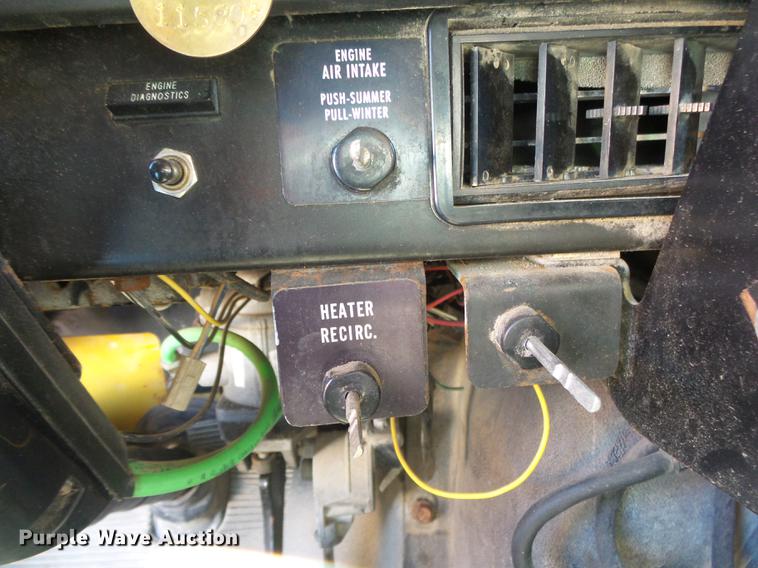 ENGINE
DIAGNOSTICS
ENGINE
AIR INTAKE
PUSH-SUMMER
PULL-WINTER
HEATER
RECIRC.
Purple Wave Auction